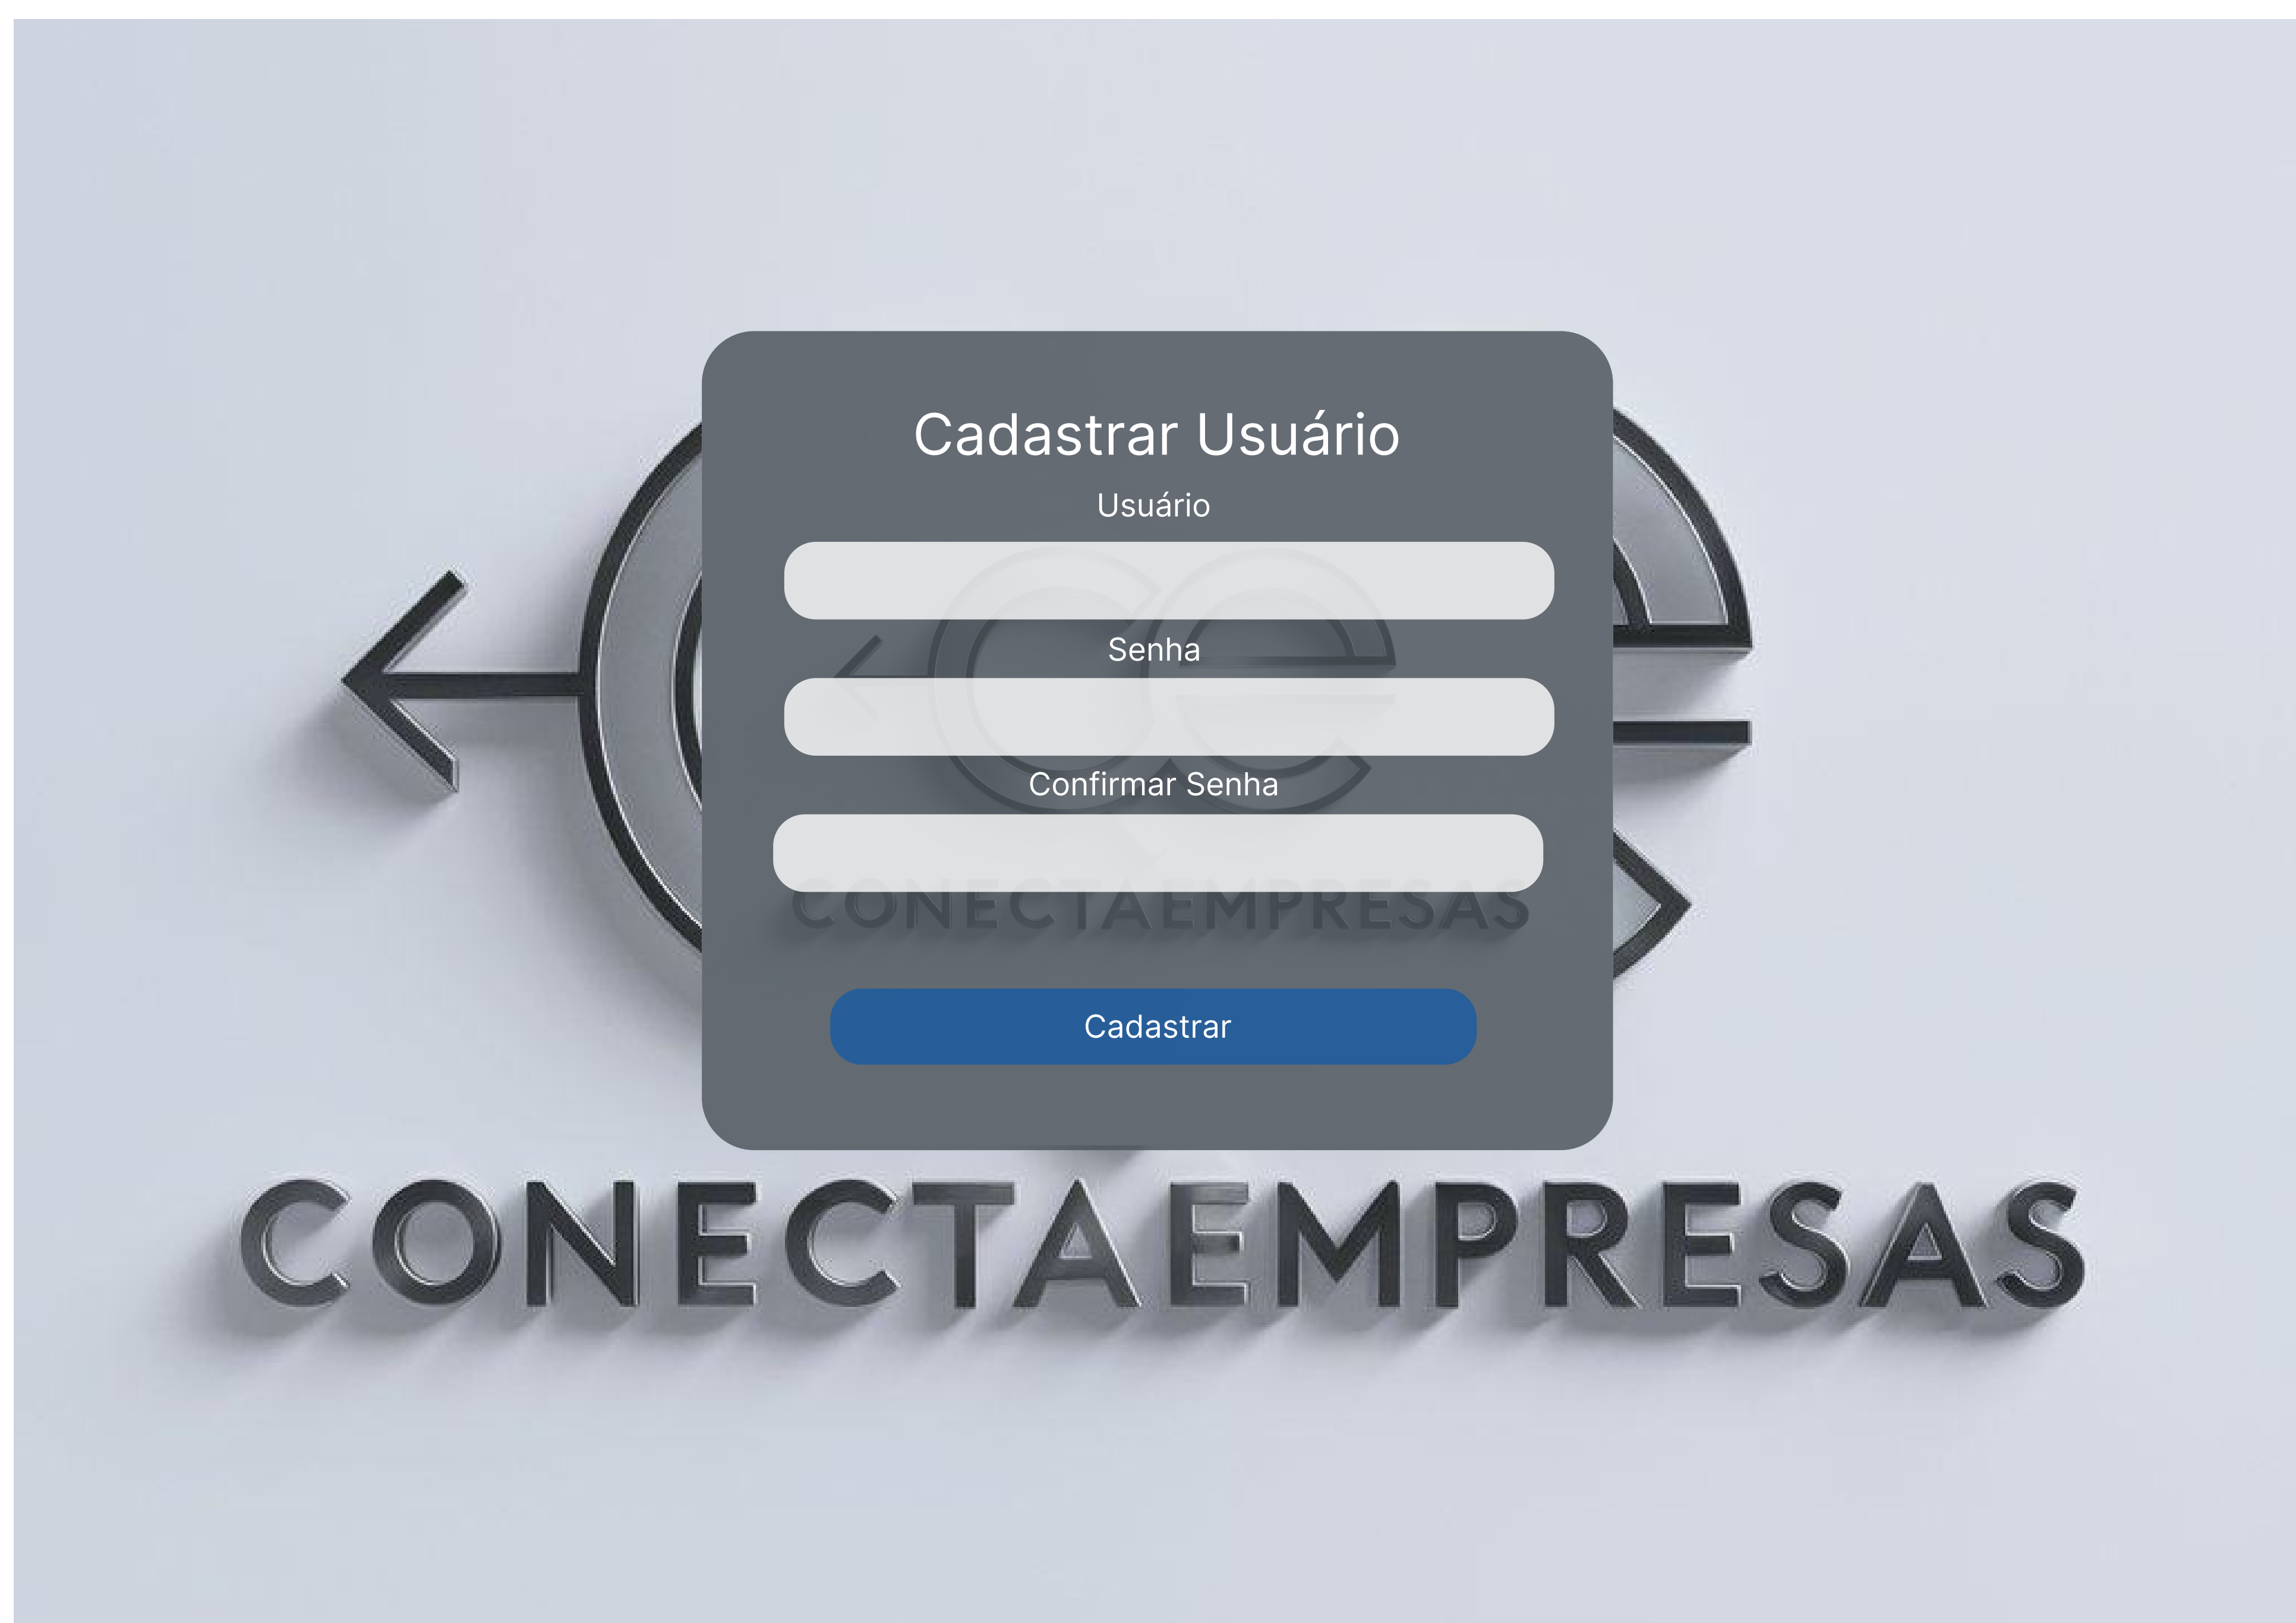 Cadastrar Usuário
Usuário
Senha
Confirmar Senha
CONECTAEMPRESAS
Cadastrar
CONECTAEMPRESAS